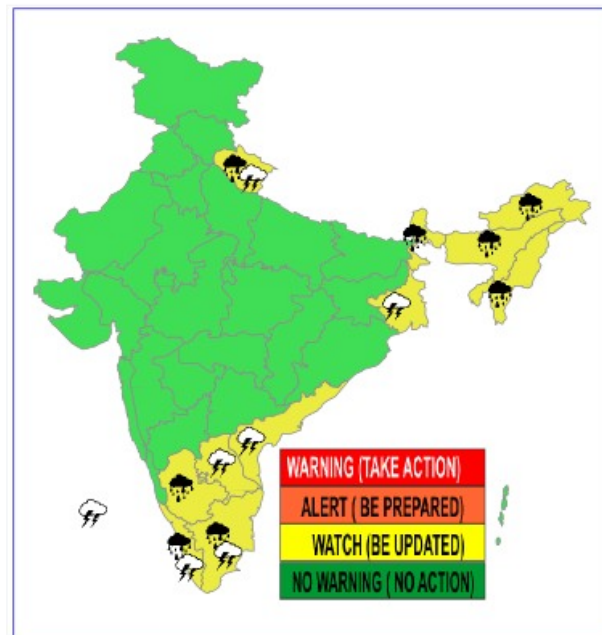 WARNING (TAKE ACTION)
ALERT ( BE PREPARED)
WATCH (BE UPDATED)
NO WARNING ( NO ACTION)